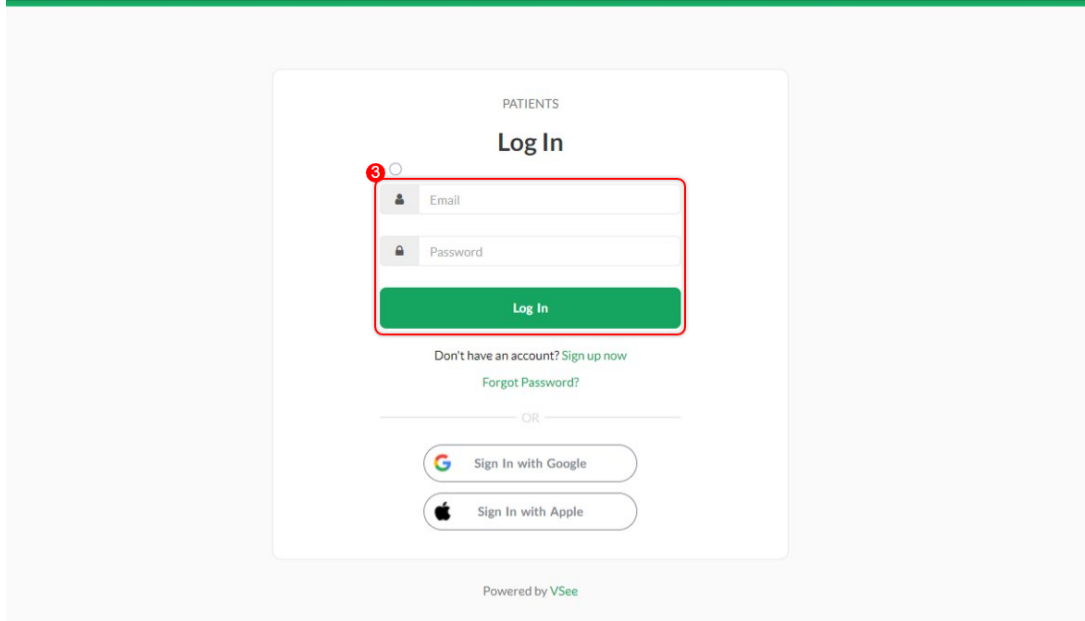 PATIENTS
Log In
3
Email
Password
Log In
Don't have an account? Sign up now
Forgot Password?
OR
Sign In with Google
Sign In with Apple
Powered by VSee